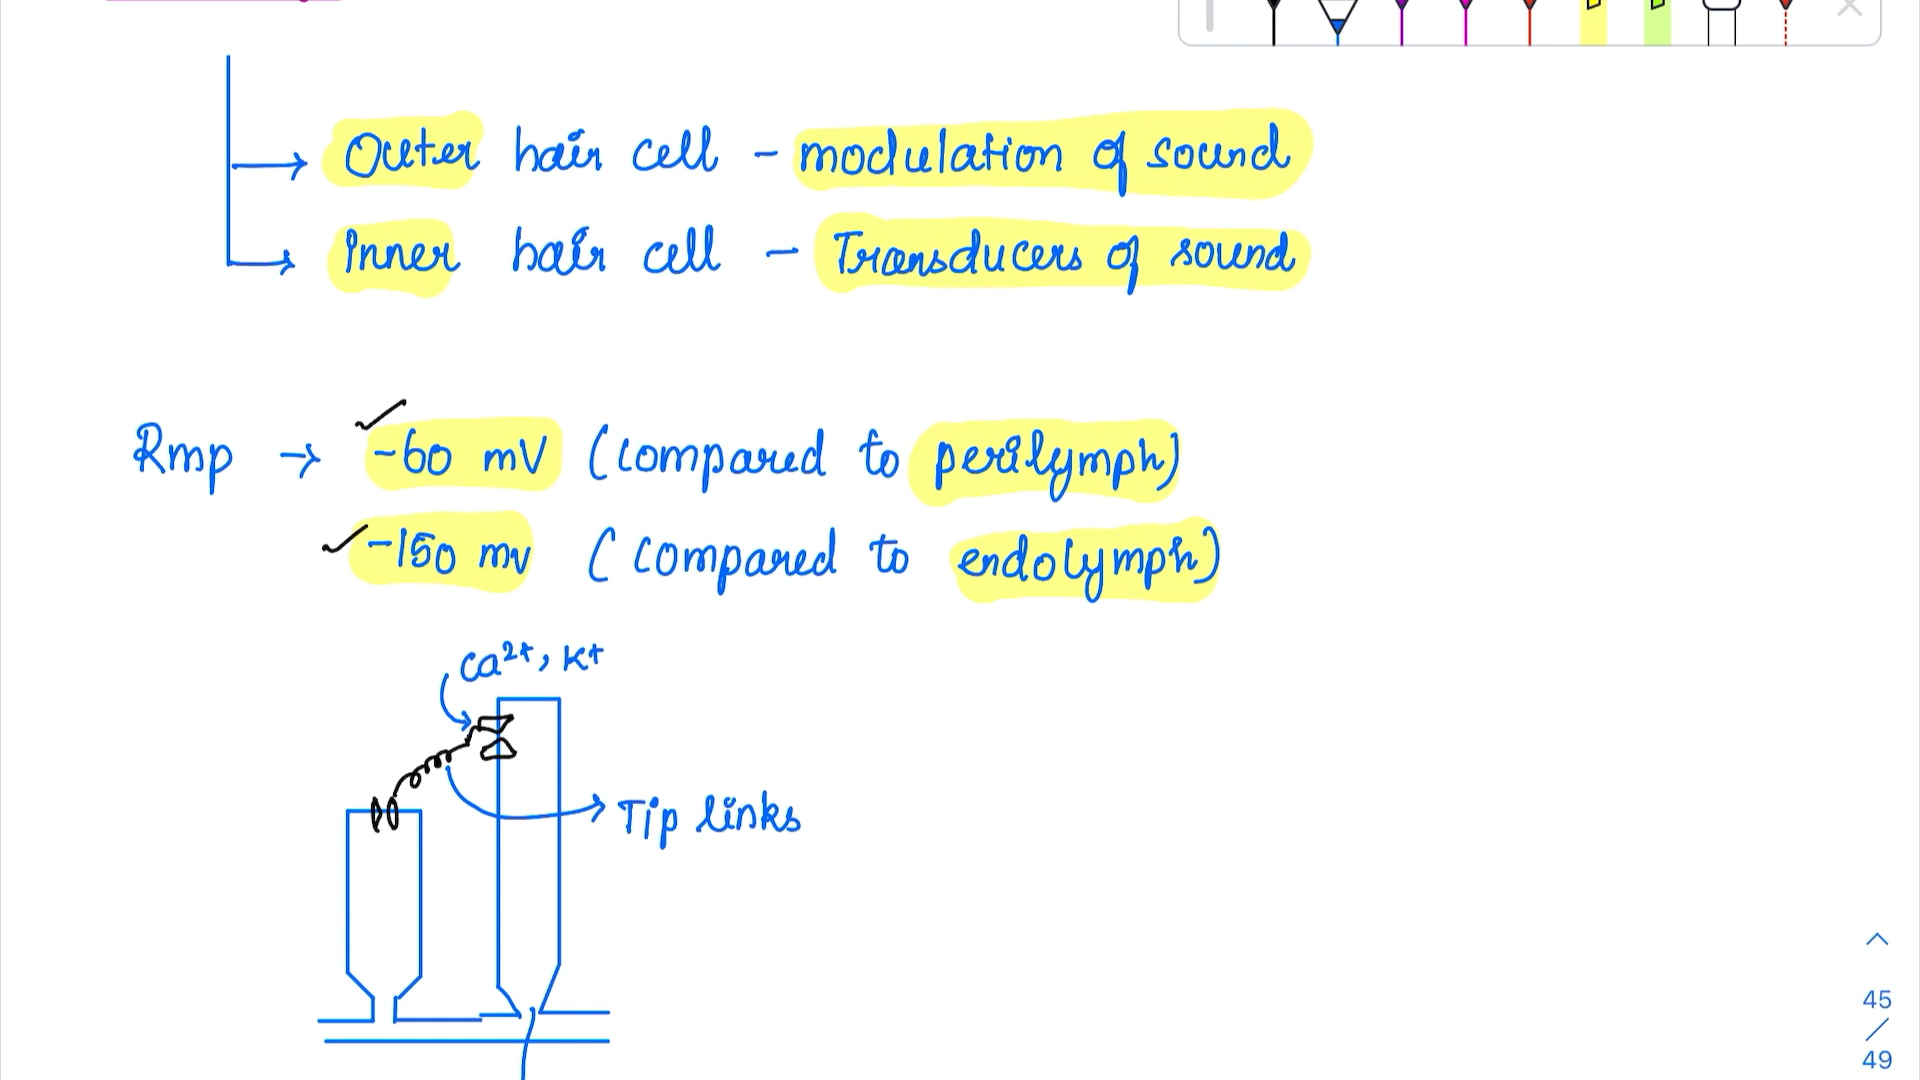 Outer hair cell - modulation of sound
Inner hair cell - Transducers of sound
Rmp → -60 mV (compared to perilymph)
-150 mv (compared to endolymph)
Ca²⁺, K⁺
Tip links
45
/
49